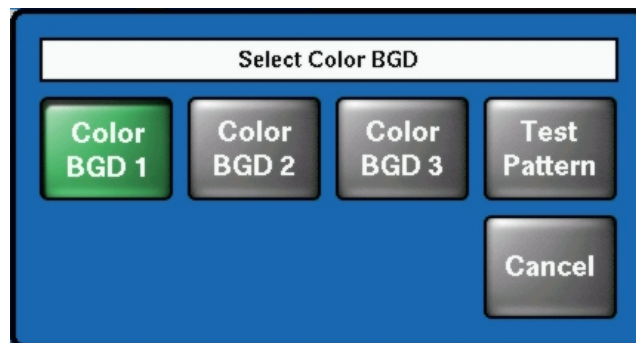 Select Color BGD
Color
BGD 1
Color
BGD 2
Color
BGD 3
Test
Pattern
Cancel